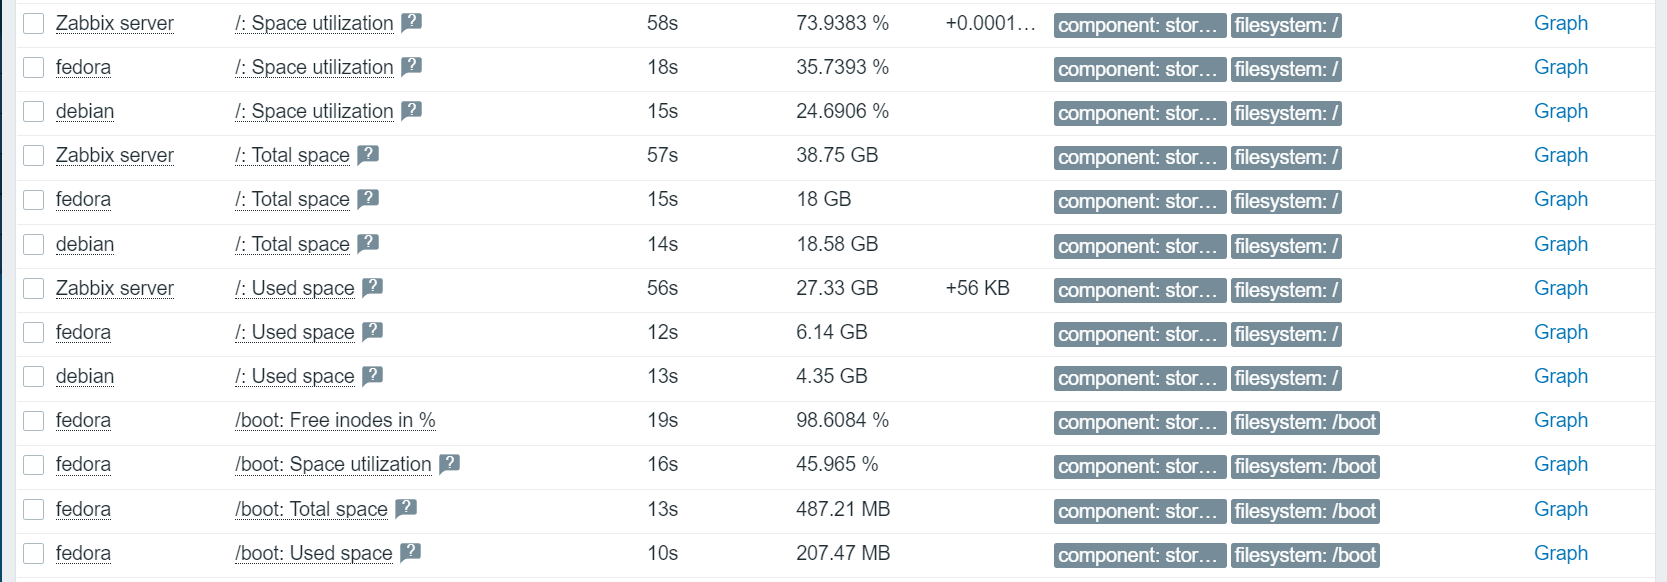 Zabbix server /: Space utilization ? 58s 73.9383 % +0.0001… component: stor… filesystem: / Graph
fedora /: Space utilization ? 18s 35.7393 % component: stor… filesystem: / Graph
debian /: Space utilization ? 15s 24.6906 % component: stor… filesystem: / Graph
Zabbix server /: Total space ? 57s 38.75 GB component: stor… filesystem: / Graph
fedora /: Total space ? 15s 18 GB component: stor… filesystem: / Graph
debian /: Total space ? 14s 18.58 GB component: stor… filesystem: / Graph
Zabbix server /: Used space ? 56s 27.33 GB +56 KB component: stor… filesystem: / Graph
fedora /: Used space ? 12s 6.14 GB component: stor… filesystem: / Graph
debian /: Used space ? 13s 4.35 GB component: stor… filesystem: / Graph
fedora /boot: Free inodes in % 19s 98.6084 % component: stor… filesystem: /boot Graph
fedora /boot: Space utilization ? 16s 45.965 % component: stor… filesystem: /boot Graph
fedora /boot: Total space ? 13s 487.21 MB component: stor… filesystem: /boot Graph
fedora /boot: Used space ? 10s 207.47 MB component: stor… filesystem: /boot Graph